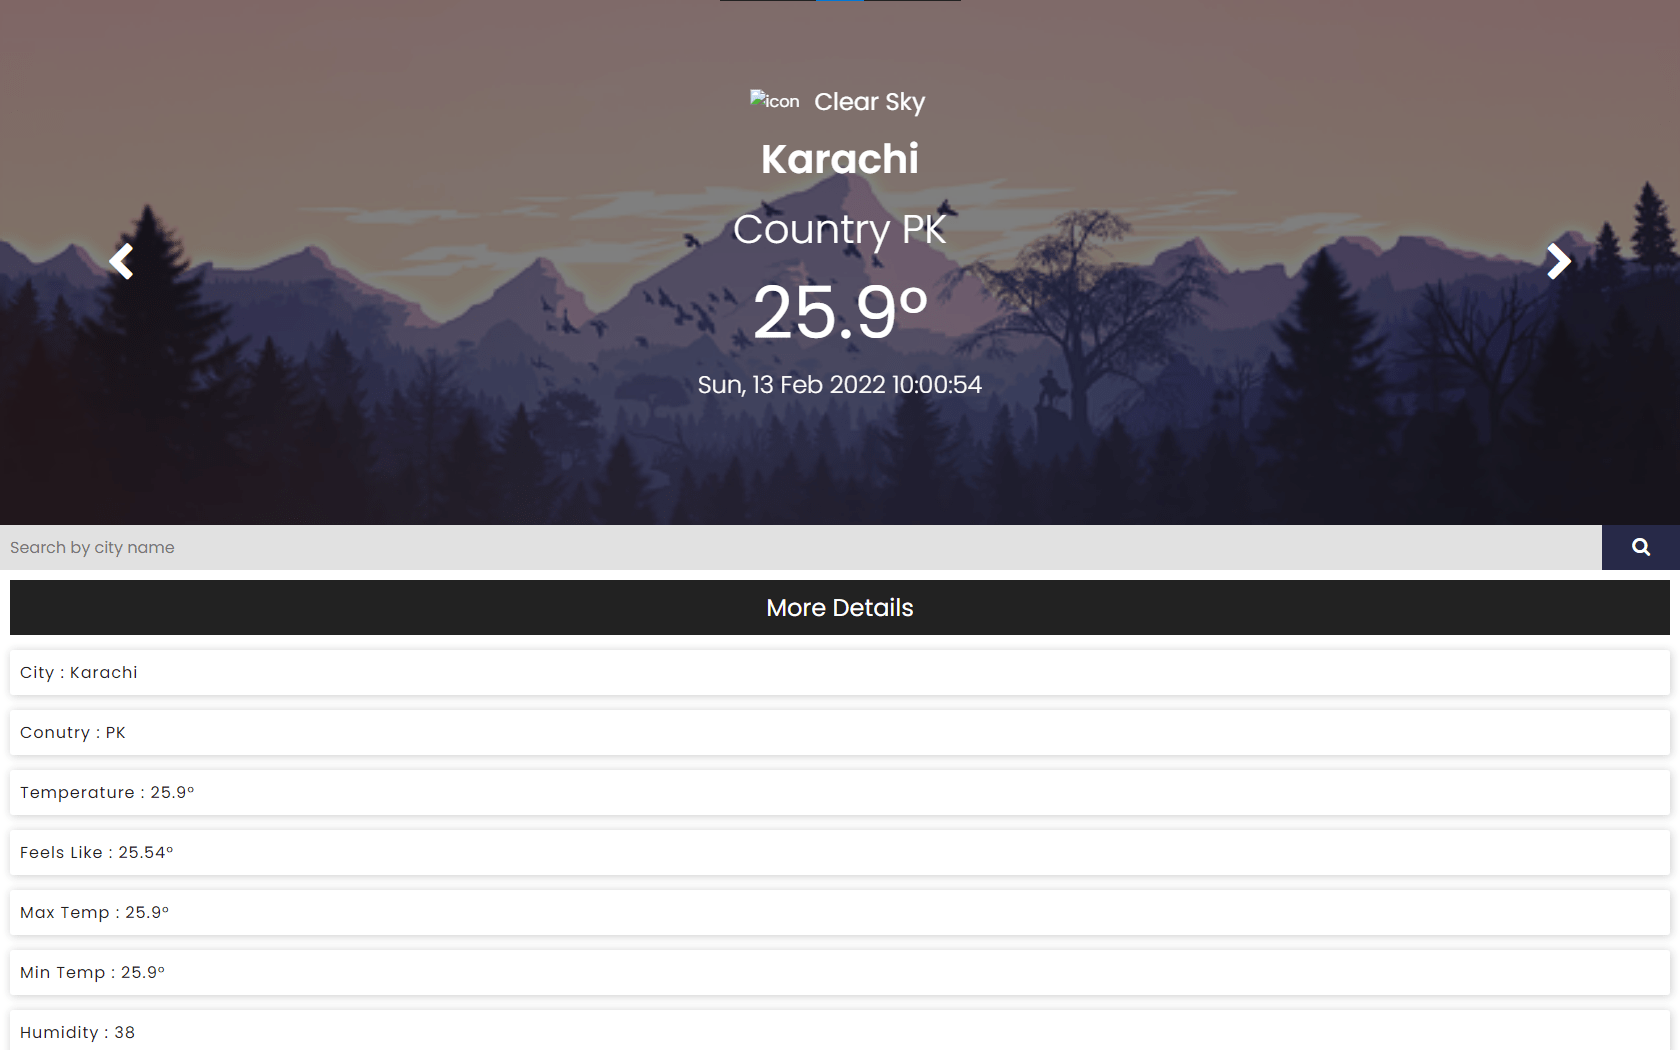 icon Clear Sky
Karachi
Country PK
25.9°
Sun, 13 Feb 2022 10:00:54
Search by city name
More Details
City : Karachi
Conutry : PK
Temperature : 25.9°
Feels Like : 25.54°
Max Temp : 25.9°
Min Temp : 25.9°
Humidity : 38